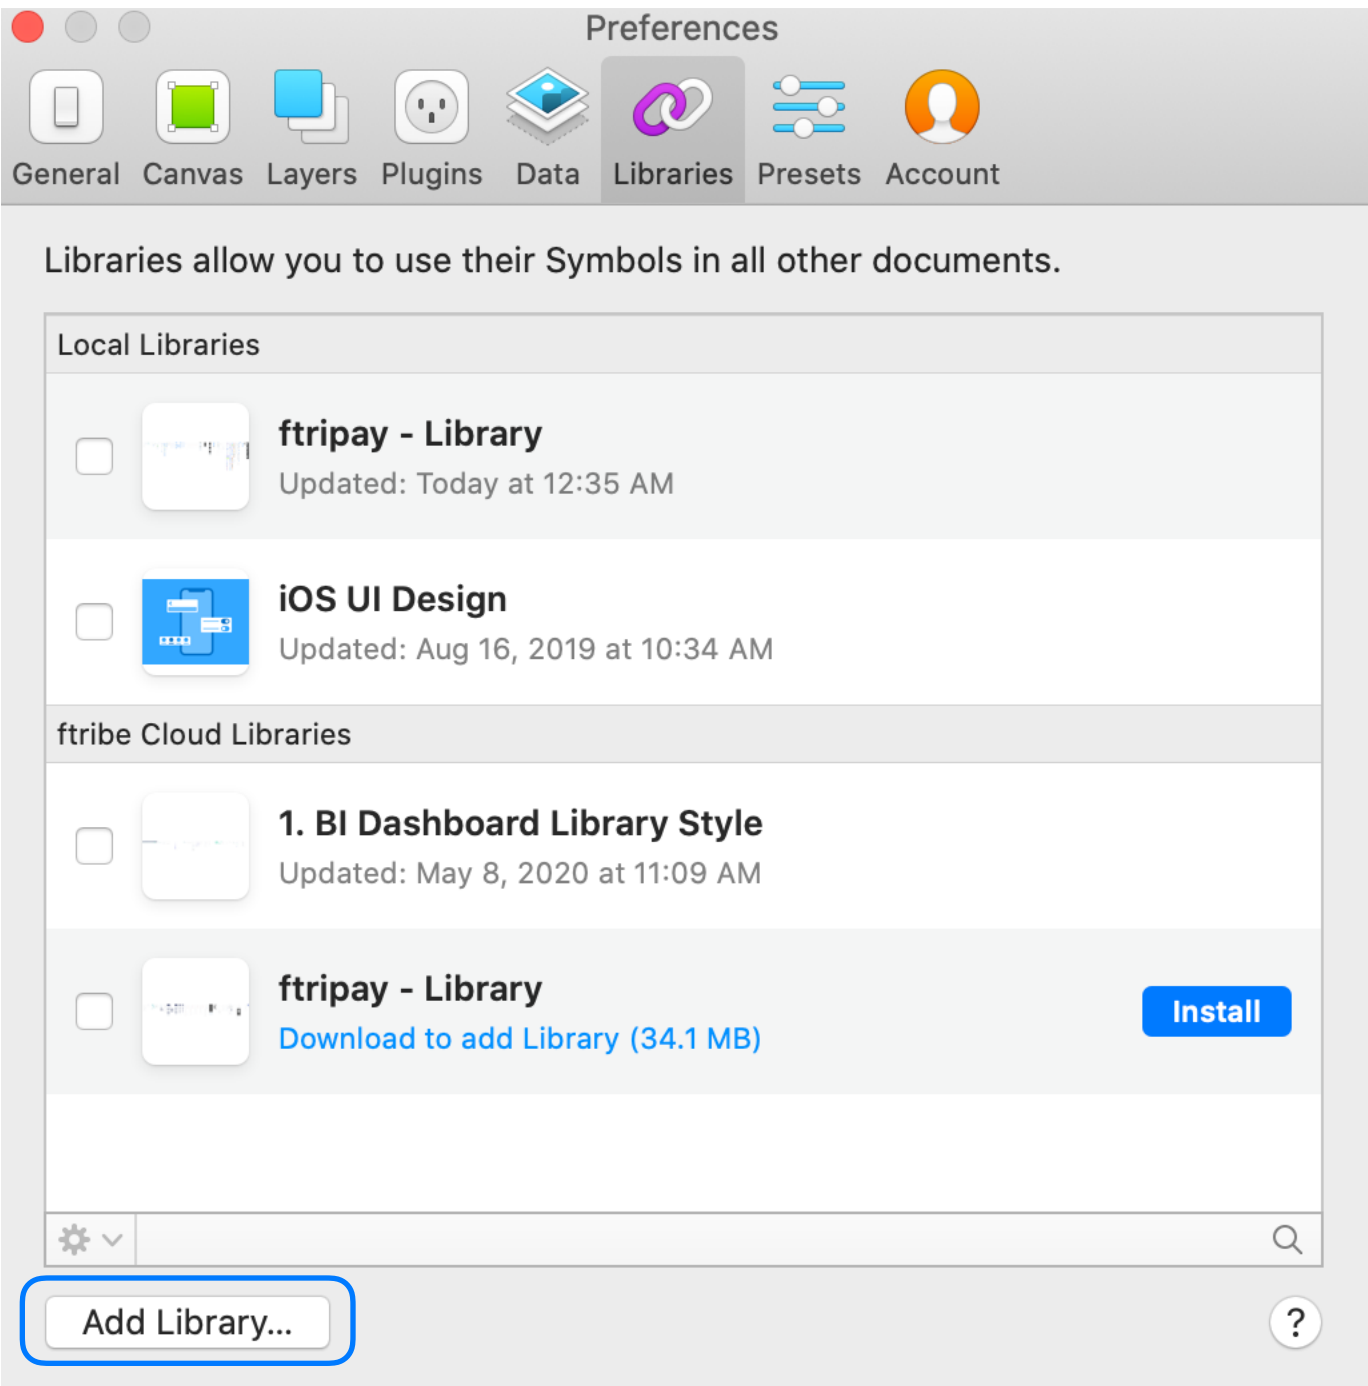 Preferences
General Canvas Layers Plugins Data Libraries Presets Account
Libraries allow you to use their Symbols in all other documents.
Local Libraries
ftripay - Library
Updated: Today at 12:35 AM
iOS UI Design
Updated: Aug 16, 2019 at 10:34 AM
ftribe Cloud Libraries
1. BI Dashboard Library Style
Updated: May 8, 2020 at 11:09 AM
ftripay - Library
Download to add Library (34.1 MB)
Install
Add Library...
?